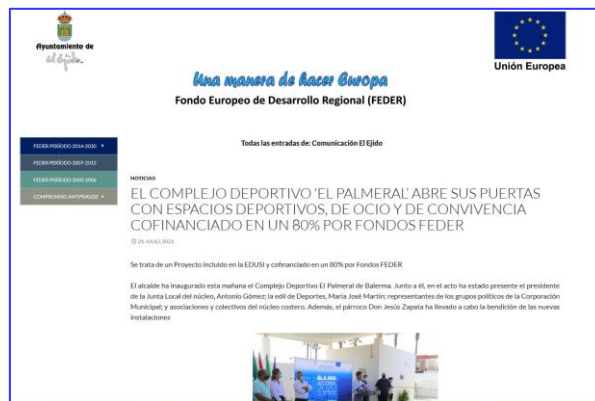 Ayuntamiento de
El Ejido.
Unión Europea
Una manera de hacer Europa
Fondo Europeo de Desarrollo Regional (FEDER)
Todas las entradas de: Comunicación El Ejido
FEDER PERÍODO 2014-2020
FEDER PERÍODO 2007-2013
FEDER PERÍODO 2000-2006
COMPROMISO ANTIFRAUDE
NOTICIAS
EL COMPLEJO DEPORTIVO 'EL PALMERAL' ABRE SUS PUERTAS
CON ESPACIOS DEPORTIVOS, DE OCIO Y DE CONVIVENCIA
COFINANCIADO EN UN 80% POR FONDOS FEDER
21 JULIO, 2021
Se trata de un Proyecto incluido en la EDUSI y cofinanciado en un 80% por Fondos FEDER
El alcalde ha inaugurado esta mañana el Complejo Deportivo El Palmeral de Balerma. Junto a él, en el acto ha estado presente el presidente
de la Junta Local del núcleo, Antonio Gómez; la edil de Deportes, María José Martín; representantes de los grupos políticos de la Corporación
Municipal; y asociaciones y colectivos del núcleo costero. Además, el párroco Don Jesús Zapata ha llevado a cabo la bendición de las nuevas
instalaciones